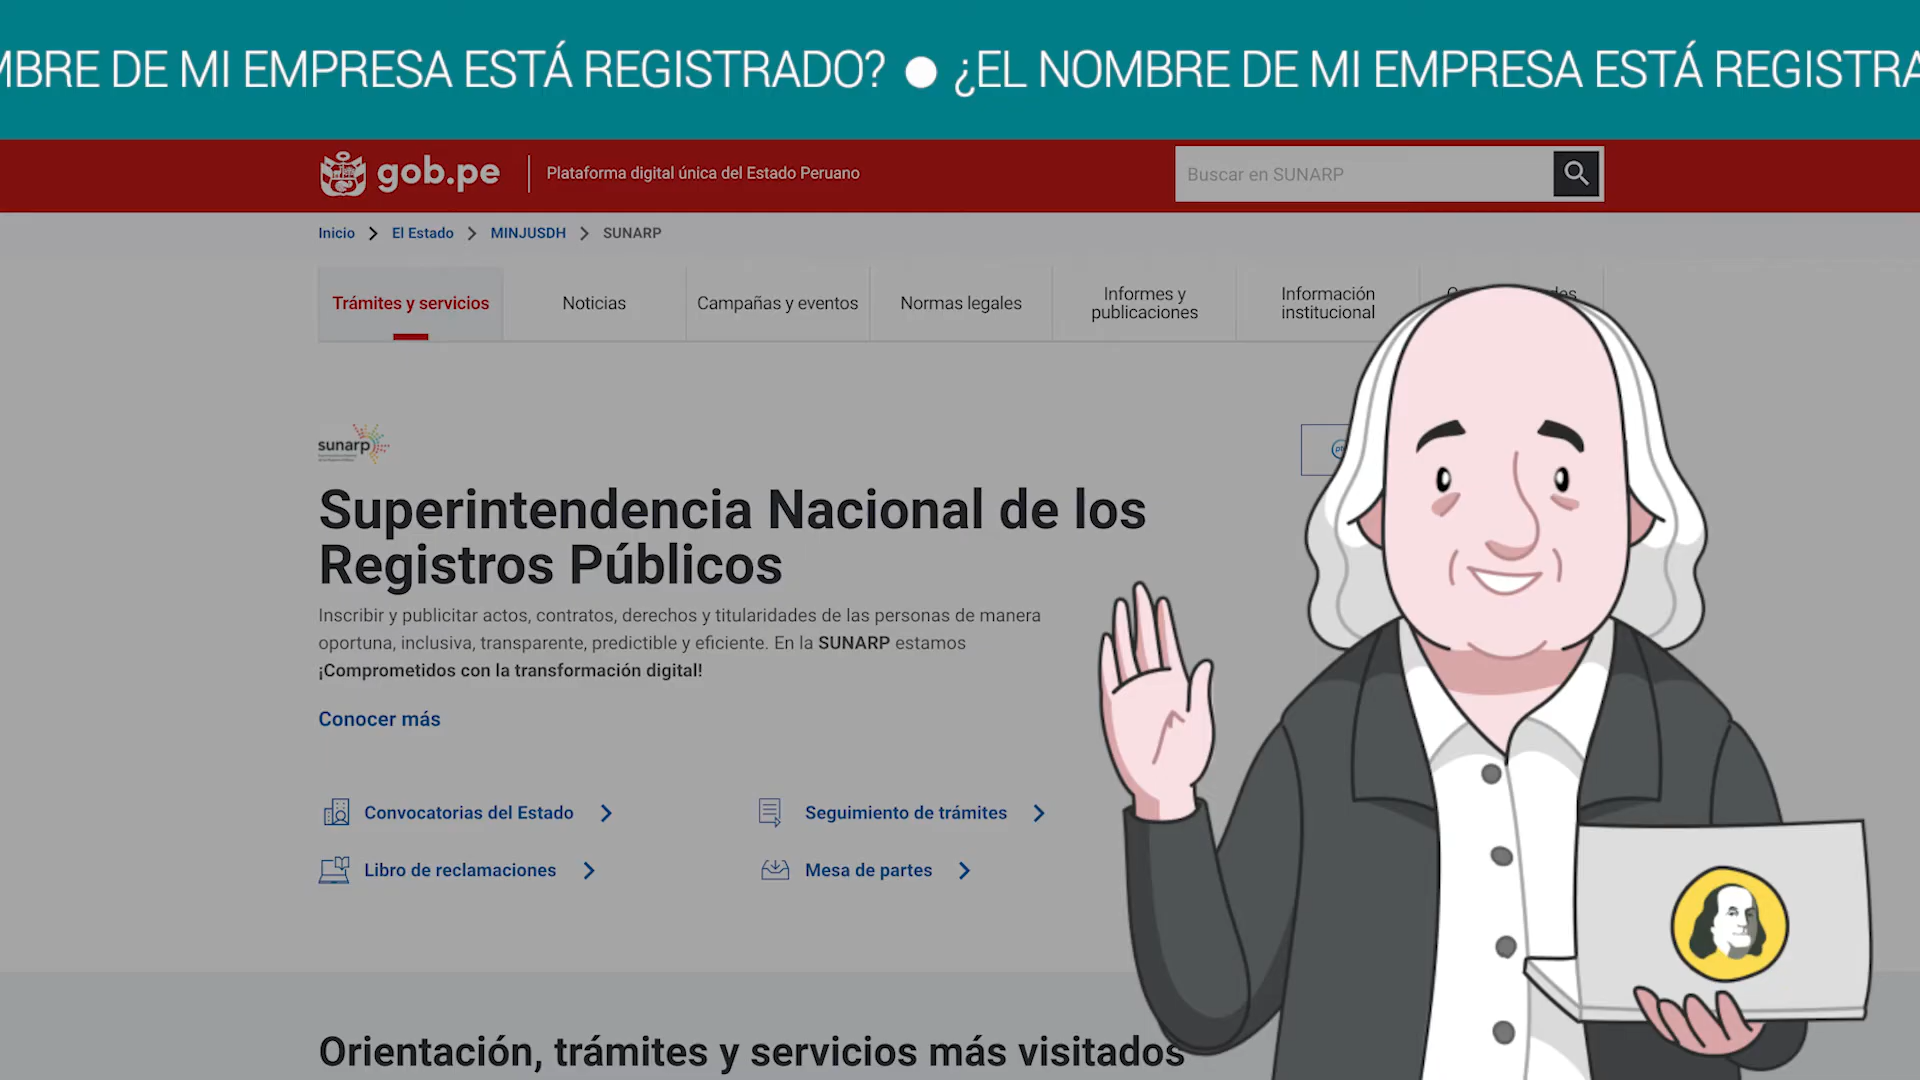 MBRE DE MI EMPRESA ESTÁ REGISTRADO? ● ¿EL NOMBRE DE MI EMPRESA ESTÁ REGISTRA
gob.pe
Plataforma digital única del Estado Peruano
Buscar en SUNARP
Inicio
El Estado
MINJUSDH
SUNARP
Trámites y servicios
Noticias
Campañas y eventos
Normas legales
Informes y
publicaciones
Información
institucional
sunarp
Superintendencia Nacional de los
Registros Públicos
Inscribir y publicitar actos, contratos, derechos y titularidades de las personas de manera
oportuna, inclusiva, transparente, predictible y eficiente. En la SUNARP estamos
¡Comprometidos con la transformación digital!
Conocer más
Convocatorias del Estado
Seguimiento de trámites
Libro de reclamaciones
Mesa de partes
Orientación, trámites y servicios más visitados